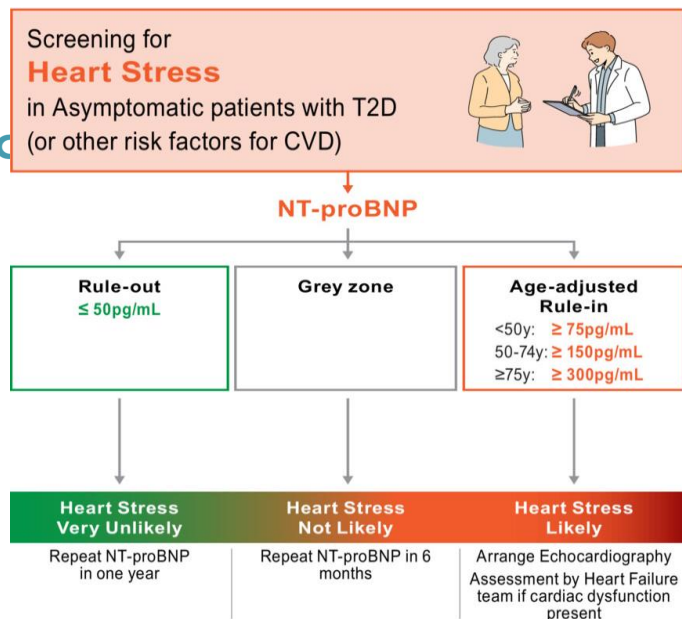 Screening for
Heart Stress
in Asymptomatic patients with T2D
(or other risk factors for CVD)
NT-proBNP
Rule-out
≤ 50pg/mL
Grey zone
Age-adjusted
Rule-in
<50y: ≥ 75pg/mL
50-74y: ≥ 150pg/mL
≥75y: ≥ 300pg/mL
Heart Stress
Very Unlikely
Heart Stress
Not Likely
Heart Stress
Likely
Repeat NT-proBNP
in one year
Repeat NT-proBNP in 6
months
Arrange Echocardiography
Assessment by Heart Failure
team if cardiac dysfunction
present